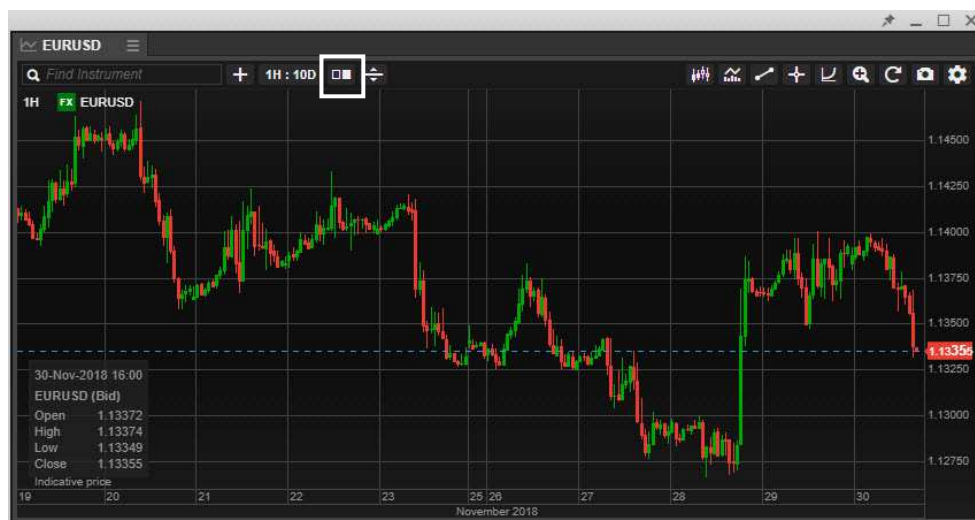 EURUSD
Find Instrument
1H : 10D
1H FX EURUSD
1.14500
1.14250
1.14000
1.13750
1.13500
1.13355
1.13250
1.13000
1.12750
30-Nov-2018 16:00
EURUSD (Bid)
Open 1.13372
High 1.13374
Low 1.13349
Close 1.13355
Indicative price
19 20 21 22 23 25 26 27 28 29 30
November 2018